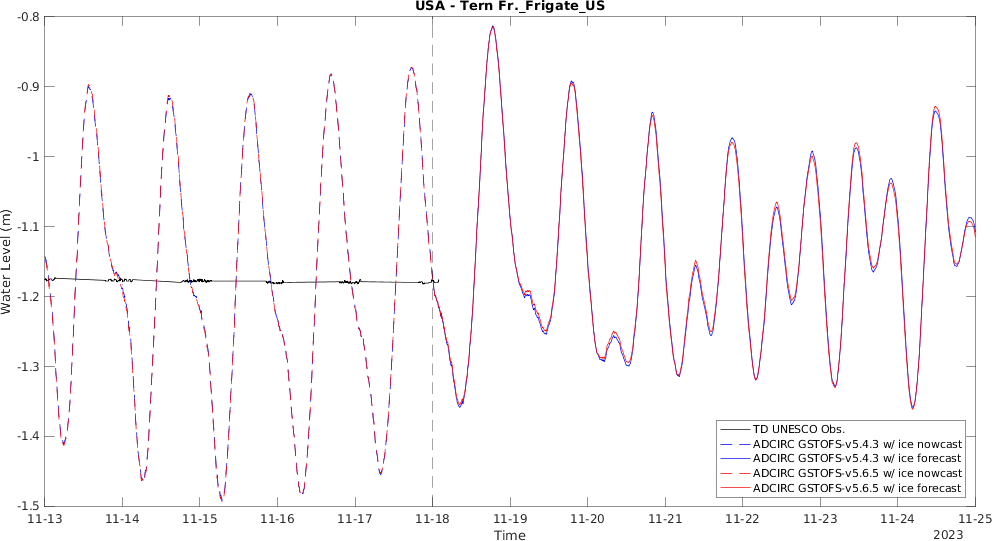 USA - Tern Fr._Frigate_US
-0.8
-0.9
-1
-1.1
-1.2
-1.3
-1.4
-1.5
Water Level (m)
11-13 11-14 11-15 11-16 11-17 11-18 11-19 11-20 11-21 11-22 11-23 11-24 11-25
Time
2023
TD UNESCO Obs.
ADCIRC GSTOFS-v5.4.3 w/ ice nowcast
ADCIRC GSTOFS-v5.4.3 w/ ice forecast
ADCIRC GSTOFS-v5.6.5 w/ ice nowcast
ADCIRC GSTOFS-v5.6.5 w/ ice forecast